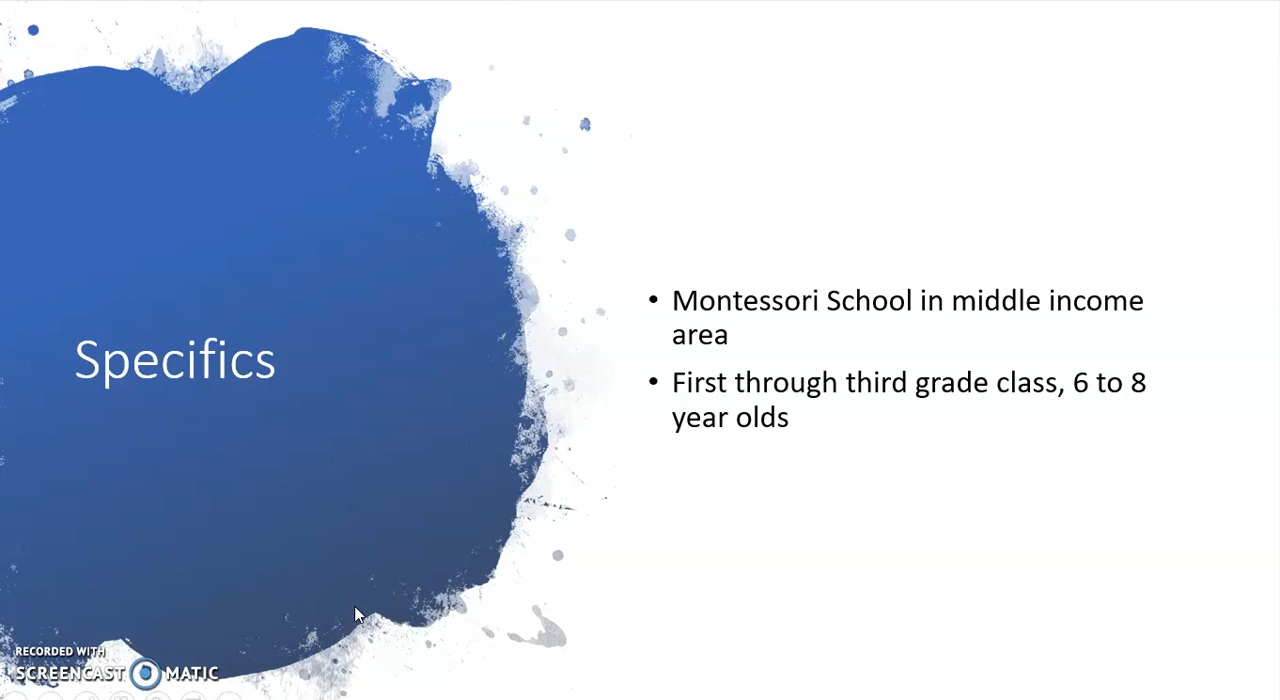 Specifics
• Montessori School in middle income
area
• First through third grade class, 6 to 8
year olds
RECORDED WITH
SCREENCAST MATIC